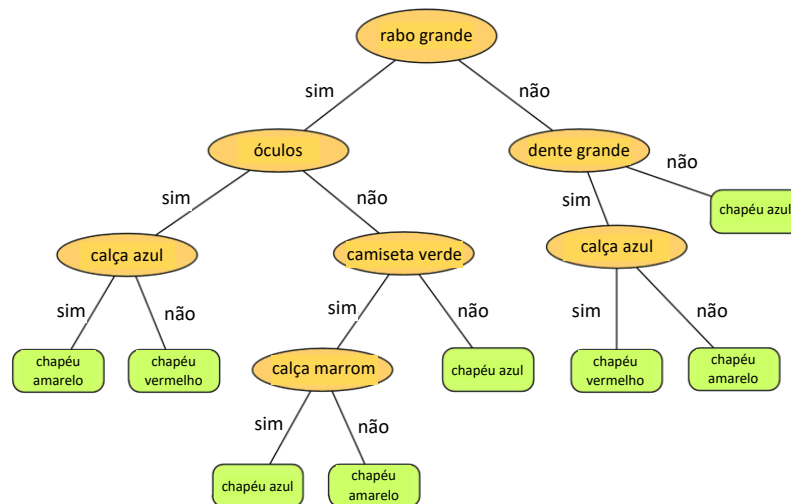 rabo grande
sim
não
óculos
dente grande
sim
não
sim
não
chapéu azul
calça azul
camiseta verde
calça azul
sim
não
sim
não
sim
não
chapéu
amarelo
chapéu
vermelho
calça marrom
chapéu azul
chapéu
vermelho
chapéu
amarelo
sim
não
chapéu azul
chapéu
amarelo